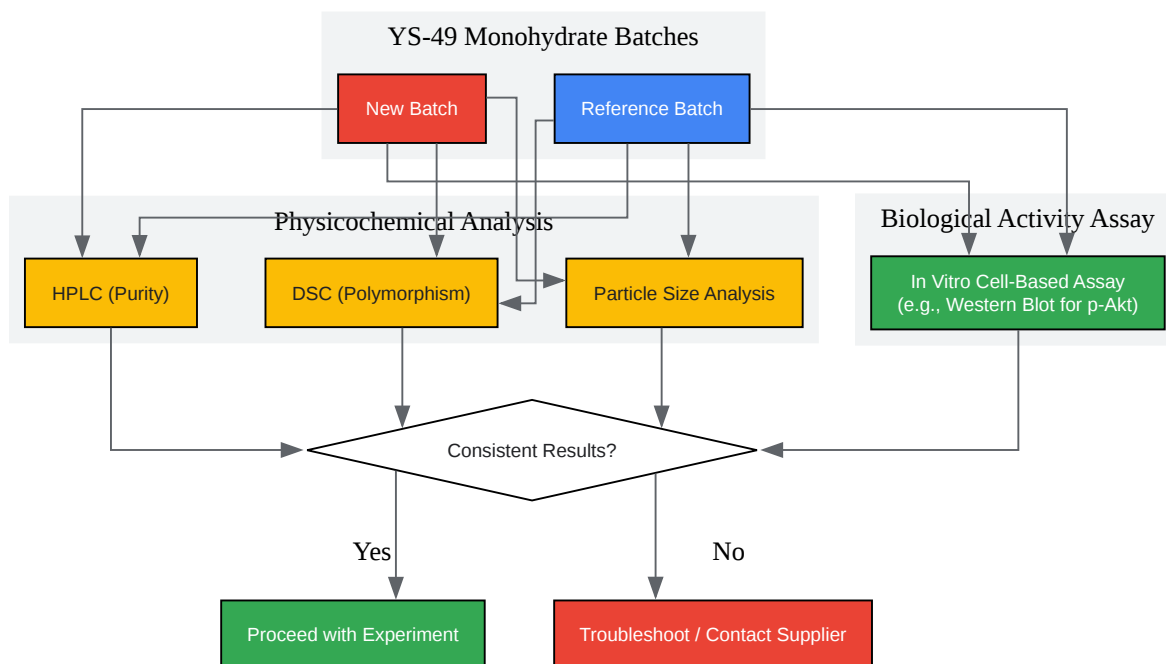 YS-49 Monohydrate Batches
New Batch
Reference Batch
Physicochemical Analysis
Biological Activity Assay
HPLC (Purity)
DSC (Polymorphism)
Particle Size Analysis
In Vitro Cell-Based Assay
(e.g., Western Blot for p-Akt)
Consistent Results?
Yes
No
Proceed with Experiment
Troubleshoot / Contact Supplier